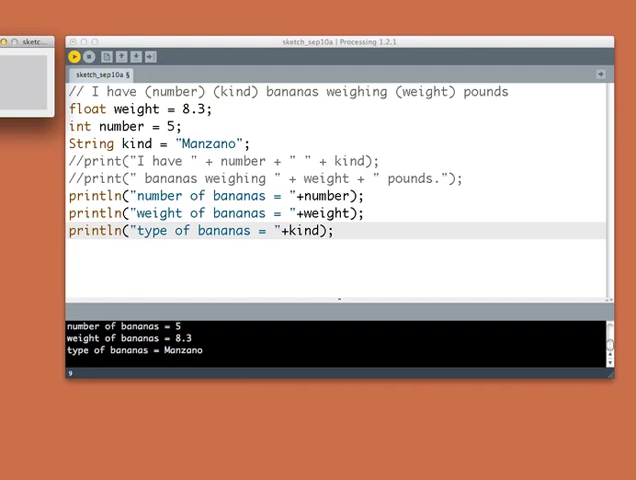 sketc...
sketch_sep10a | Processing 1.2.1
sketch_sep10a §
// I have (number) (kind) bananas weighing (weight) pounds
float weight = 8.3;
int number = 5;
String kind = "Manzano";
//print("I have " + number + " " + kind);
//print(" bananas weighing " + weight + " pounds.");
println("number of bananas = "+number);
println("weight of bananas = "+weight);
println("type of bananas = "+kind);
number of bananas = 5
weight of bananas = 8.3
type of bananas = Manzano
9